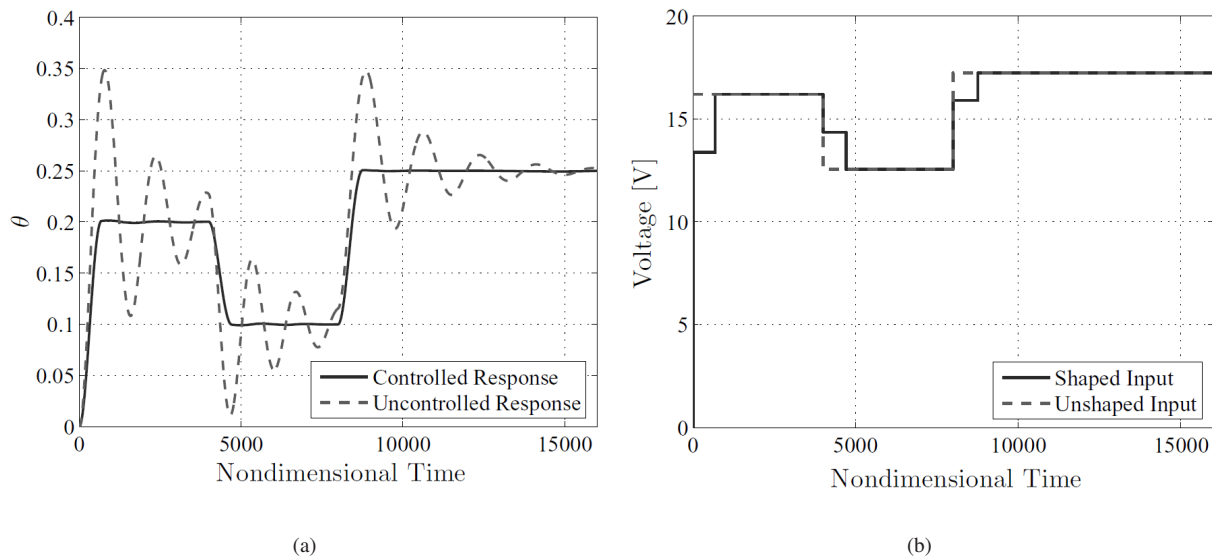 0.4
0.35
0.3
0.25
0.2
0.15
0.1
0.05
0
θ
0 5000 10000 15000
Nondimensional Time
Controlled Response
Uncontrolled Response
(a)
20
15
10
5
0
Voltage [V]
0 5000 10000 15000
Nondimensional Time
Shaped Input
Unshaped Input
(b)